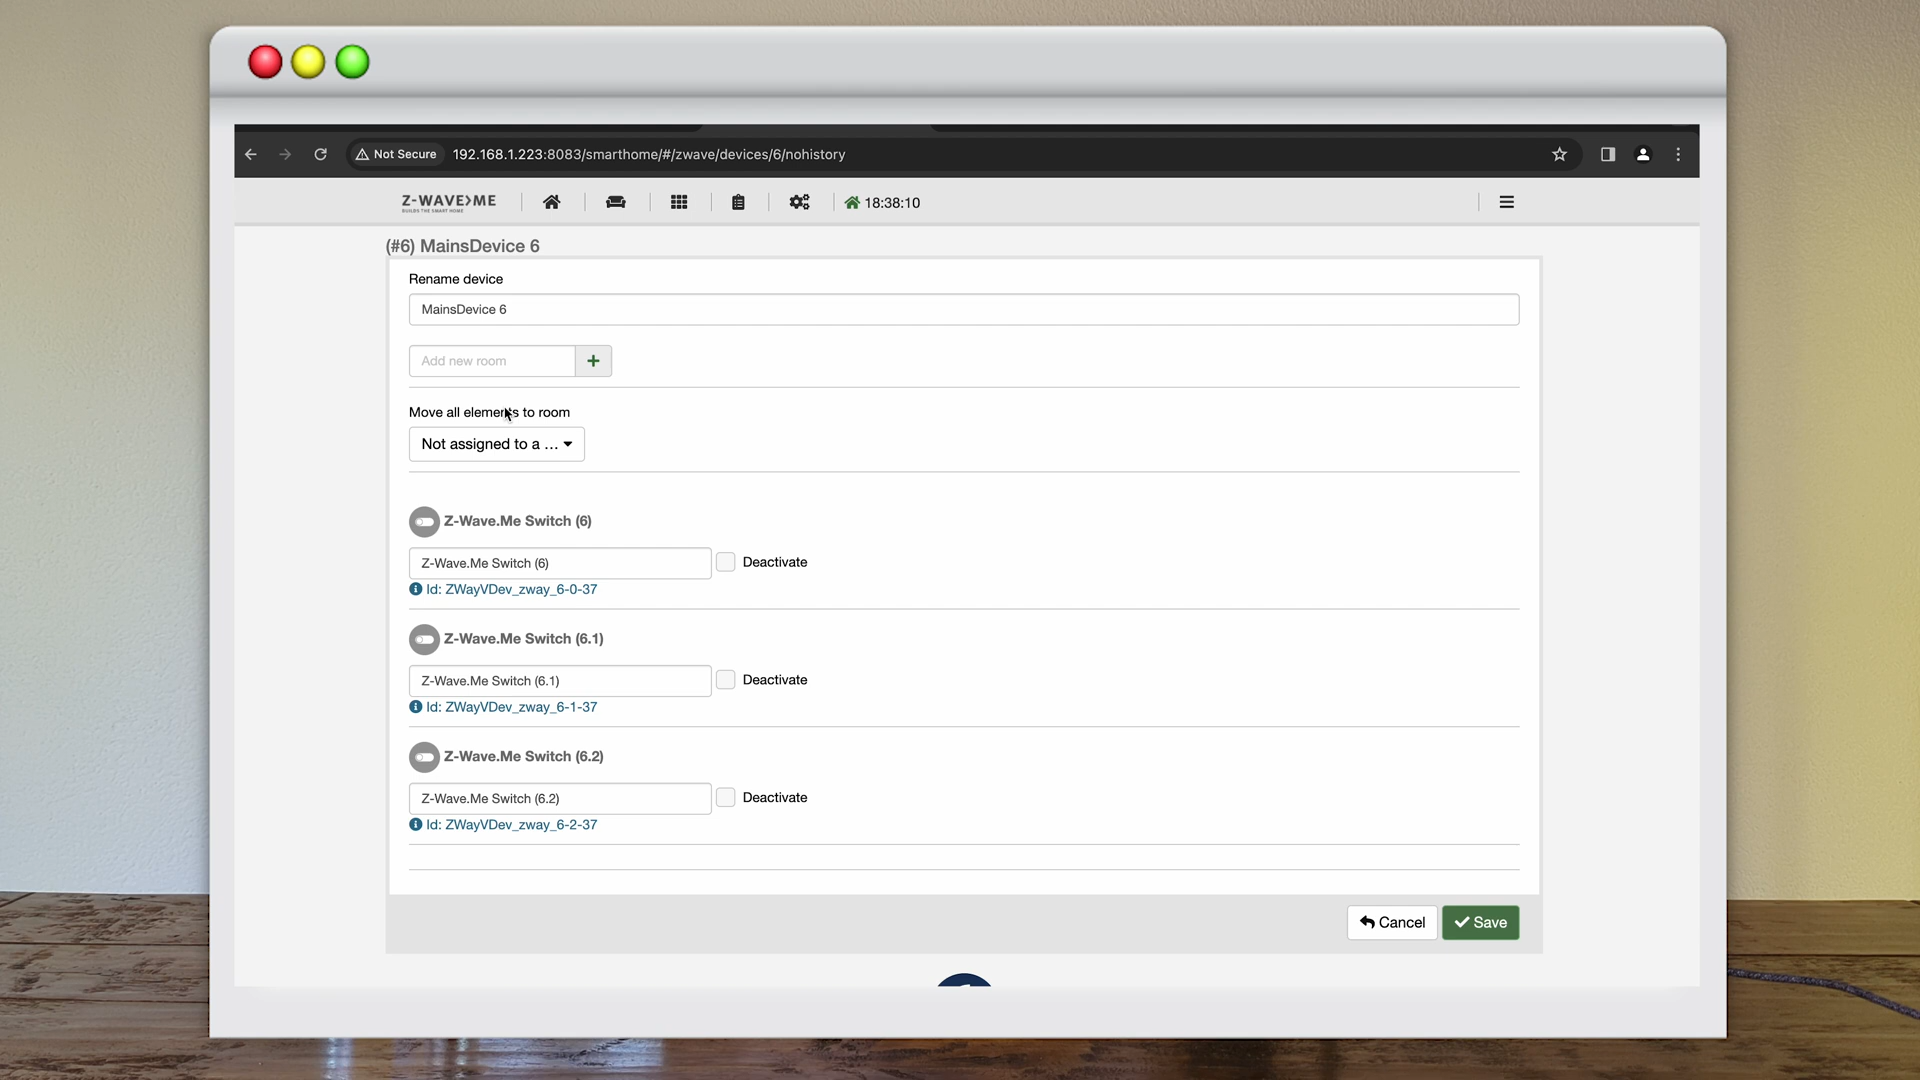 Not Secure 192.168.1.223:8083/smarthome/#/zwave/devices/6/nohistory
Z-WAVE>ME
BUILDS THE SMART HOME
18:38:10
(#6) MainsDevice 6
Rename device
MainsDevice 6
Add new room
Move all elements to room
Not assigned to a ...
Z-Wave.Me Switch (6)
Z-Wave.Me Switch (6) Deactivate
Id: ZWayVDev_zway_6-0-37
Z-Wave.Me Switch (6.1)
Z-Wave.Me Switch (6.1) Deactivate
Id: ZWayVDev_zway_6-1-37
Z-Wave.Me Switch (6.2)
Z-Wave.Me Switch (6.2) Deactivate
Id: ZWayVDev_zway_6-2-37
Cancel Save